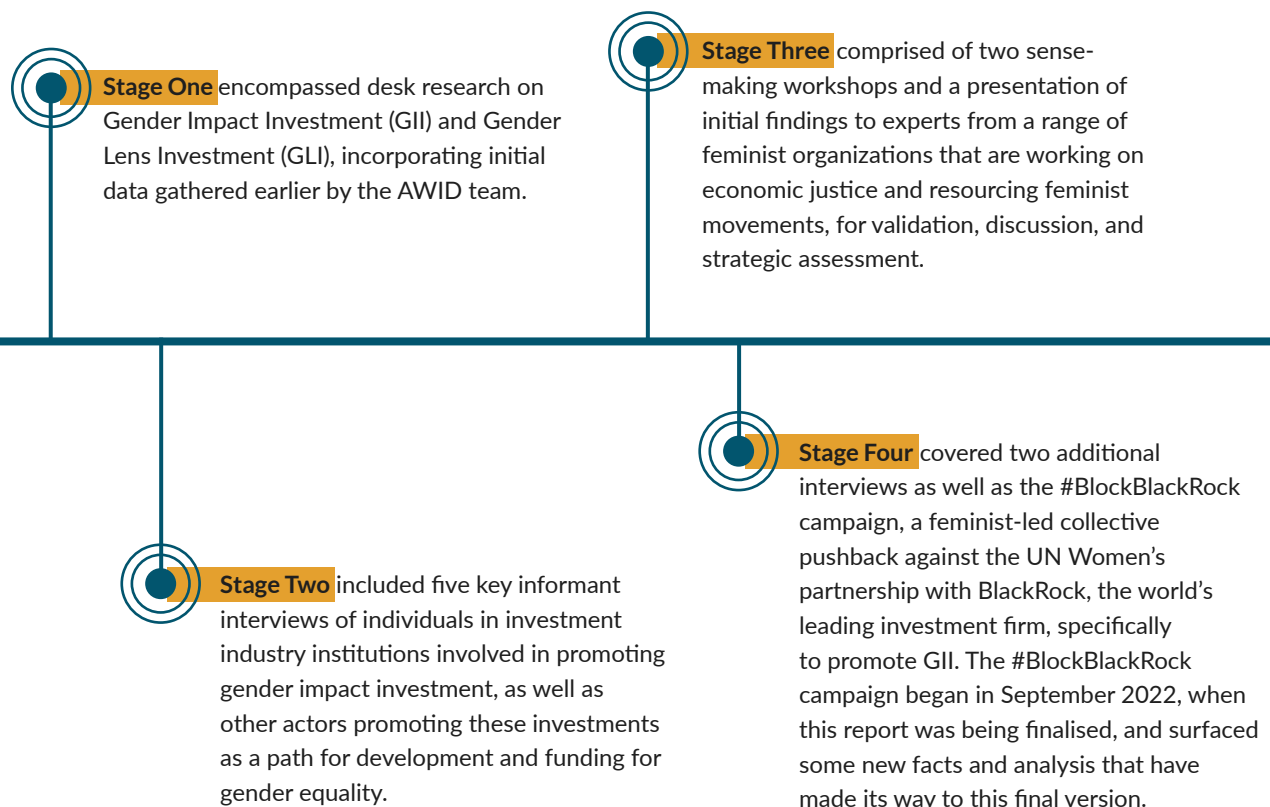 Stage One encompassed desk research on
Gender Impact Investment (GII) and Gender
Lens Investment (GLI), incorporating initial
data gathered earlier by the AWID team.
Stage Two included five key informant
interviews of individuals in investment
industry institutions involved in promoting
gender impact investment, as well as
other actors promoting these investments
as a path for development and funding for
gender equality.
Stage Three comprised of two sense-
making workshops and a presentation of
initial findings to experts from a range of
feminist organizations that are working on
economic justice and resourcing feminist
movements, for validation, discussion, and
strategic assessment.
Stage Four covered two additional
interviews as well as the #BlockBlackRock
campaign, a feminist-led collective
pushback against the UN Women’s
partnership with BlackRock, the world’s
leading investment firm, specifically
to promote GII. The #BlockBlackRock
campaign began in September 2022, when
this report was being finalised, and surfaced
some new facts and analysis that have
made its way to this final version.